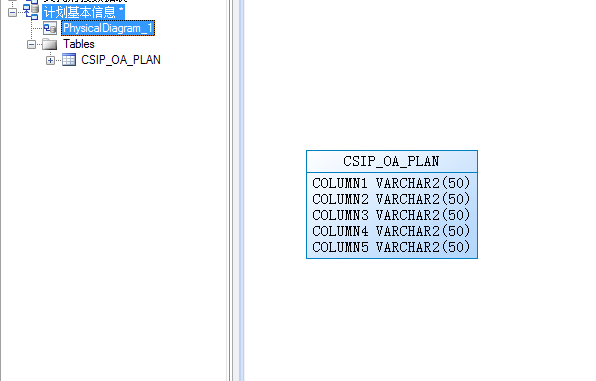 计划基本信息 *
PhysicalDiagram_1
Tables
CSIP_OA_PLAN
CSIP_OA_PLAN
COLUMN1 VARCHAR2(50)
COLUMN2 VARCHAR2(50)
COLUMN3 VARCHAR2(50)
COLUMN4 VARCHAR2(50)
COLUMN5 VARCHAR2(50)